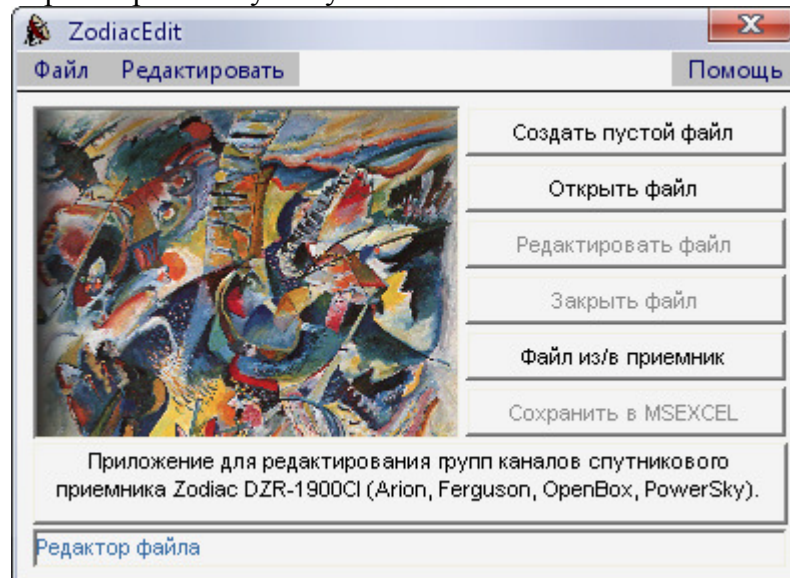 ZodiacEdit
Файл Редактировать Помощь
Создать пустой файл
Открыть файл
Редактировать файл
Закрыть файл
Файл из/в приемник
Сохранить в MSEXCEL
Приложение для редактирования групп каналов спутникового
приемника Zodiac DZR-1900CI (Arion, Ferguson, OpenBox, PowerSky).
Редактор файла